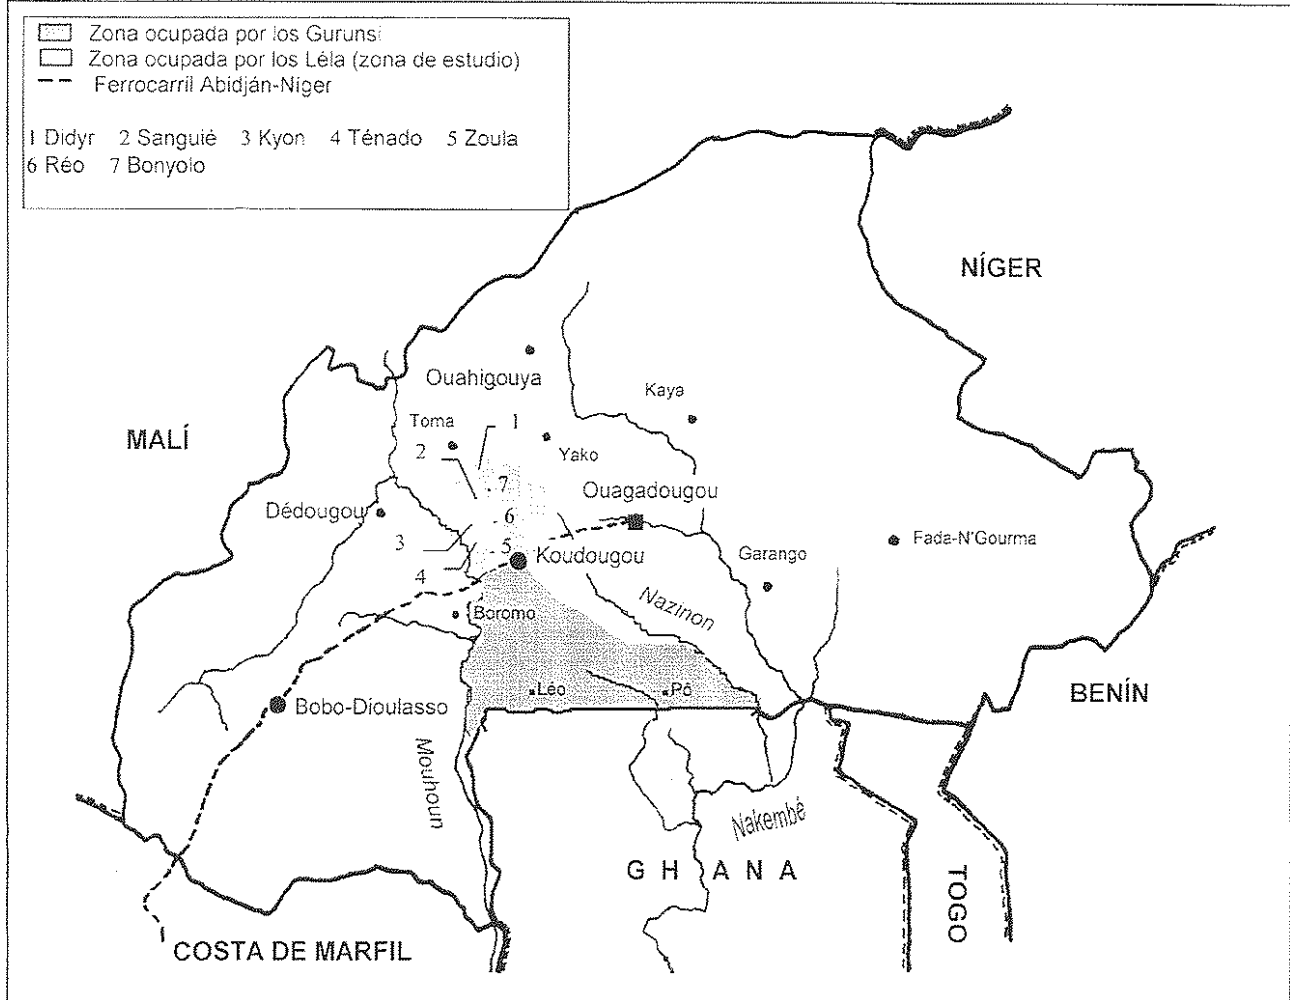 Zona ocupada por los Gurunsi
Zona ocupada por los Léla (zona de estudio)
Ferrocarril Abidján-Niger
1 Didyr 2 Sanguié 3 Kyon 4 Ténado 5 Zoula
6 Réo 7 Bonyolo
NÍGER
Ouahigouya
Kaya
MALÍ
Toma
1
2
Yako
7
Ouagadougou
Dédougou
6
3
5
Koudougou
Garango
Fada-N'Gourma
4
Nazinon
Boromo
Léo
Pô
BENÍN
Bobo-Dioulasso
Mouhoun
Nakembé
GHANA
TOGO
COSTA DE MARFIL